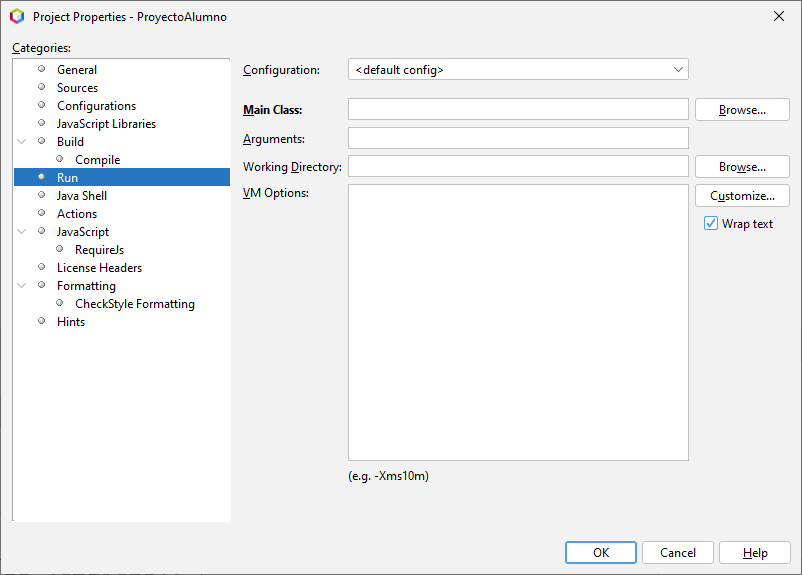 Project Properties - ProyectoAlumno
Categories:
General
Sources
Configurations
JavaScript Libraries
Build
Compile
Run
Java Shell
Actions
JavaScript
RequireJs
License Headers
Formatting
CheckStyle Formatting
Hints
Configuration: <default config>
Main Class: Browse...
Arguments:
Working Directory: Browse...
VM Options: Customize...
Wrap text
(e.g. -Xms10m)
OK Cancel Help